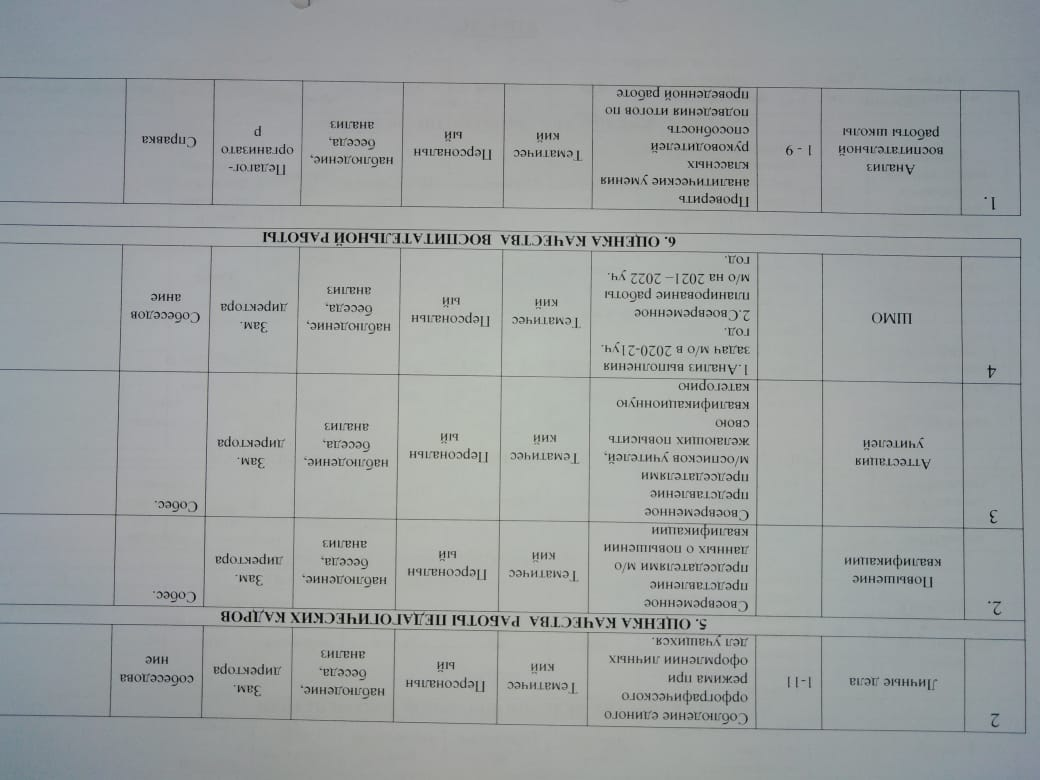 2
Личные дела
1-11
Соблюдение единого
орфографического
режима при
оформлении личных
дел учащихся.
Тематичес
кий
Персональн
ый
наблюдение,
беседа,
анализ
Зам.
директора
собеседова
ние
5. ОЦЕНКА КАЧЕСТВА РАБОТЫ ПЕДАГОГИЧЕСКИХ КАДРОВ
2.
Повышение
квалификации
Своевременное
представление
председателями м/о
данных о повышении
квалификации
Тематичес
кий
Персональн
ый
наблюдение,
беседа,
анализ
Зам.
директора
Собес.
3
Аттестация
учителей
Своевременное
представление
председателями
м/осписков учителей,
желающих повысить
свою
квалификационную
категорию
Тематичес
кий
Персональн
ый
наблюдение,
беседа,
анализ
Зам.
директора
Собес.
4
ШМО
1.Анализ выполнения
задач м/о в 2020-21уч.
год.
2.Своевременное
планирование работы
м/о на 2021– 2022 уч.
год.
Тематичес
кий
Персональн
ый
наблюдение,
беседа,
анализ
Зам.
директора
Собеседов
ание
6. ОЦЕНКА КАЧЕСТВА ВОСПИТАТЕЛЬНОЙ РАБОТЫ
1.
Анализ
воспитательной
работы школы
1 - 9
Проверить
аналитические умения
классных
руководителей
способность
подведения итогов по
проведенной работе
Тематичес
кий
Персональн
ый
наблюдение,
беседа,
анализ
Педагог-
организато
р
Справка